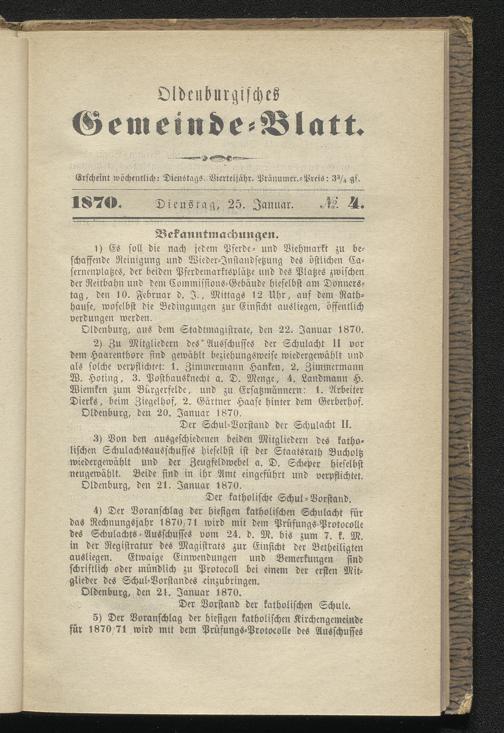 Oldenburgisches
Gemeinde-Blatt.
Erscheint wöchentlich: Dienstags. Vierteljähr. Pränumer.-Preis: 3¾ gr.
1870. Dienstag, 25. Januar. № 4.
Bekanntmachungen.
1) Es soll die nach jedem Pferde- und Viehmarkt zu be-
schaffende Reinigung und Wieder-Instandsetzung des östlichen Ca-
sernenplatzes, der beiden Pferdemarktsplätze und des Platzes zwischen
der Reitbahn und dem Commissions-Gebäude hieselbst am Donners-
tag, den 10. Februar d. J., Mittags 12 Uhr, auf dem Rath-
hause, woselbst die Bedingungen zur Einsicht ausliegen, öffentlich
verdungen werden.
Oldenburg, aus dem Stadtmagistrate, den 22. Januar 1870.
2) Zu Mitgliedern des Ausschusses der Schulacht II vor
dem Haarenthore sind gewählt beziehungsweise wiedergewählt und
als solche verpflichtet: 1. Zimmermann Hanken, 2. Zimmermann
W. Hoting, 3. Posthausknecht a. D. Menge, 4. Landmann H.
Wiemken zum Bürgerfelde, und zu Ersatzmännern: 1. Arbeiter
Dierks, beim Ziegelhof, 2. Gärtner Haase hinter dem Gerberhof.
Oldenburg, den 20. Januar 1870.
Der Schul-Vorstand der Schulacht II.
3) Von den ausgeschiedenen beiden Mitgliedern des katho-
lischen Schulachtsausschusses hieselbst ist der Staatsrath Bucholtz
wiedergewählt und der Zeugfeldwebel a. D. Scheper hieselbst
neugewählt. Beide sind in ihr Amt eingeführt und verpflichtet.
Oldenburg, den 21. Januar 1870.
Der katholische Schul-Vorstand.
4) Der Voranschlag der hiesigen katholischen Schulacht für
das Rechnungsjahr 1870/71 wird mit dem Prüfungs-Protocolle
des Schulachts-Ausschusses vom 24. d. M. bis zum 7. k. M.
in der Registratur des Magistrats zur Einsicht der Betheiligten
ausliegen. Etwaige Einwendungen und Bemerkungen sind
schriftlich oder mündlich zu Protocoll bei einem der ersten Mit-
glieder des Schul-Vorstandes einzubringen.
Oldenburg, den 21. Januar 1870.
Der Vorstand der katholischen Schule.
5) Der Voranschlag der hiesigen katholischen Kirchengemeinde
für 1870/71 wird mit dem Prüfungs-Protocolle des Ausschusses